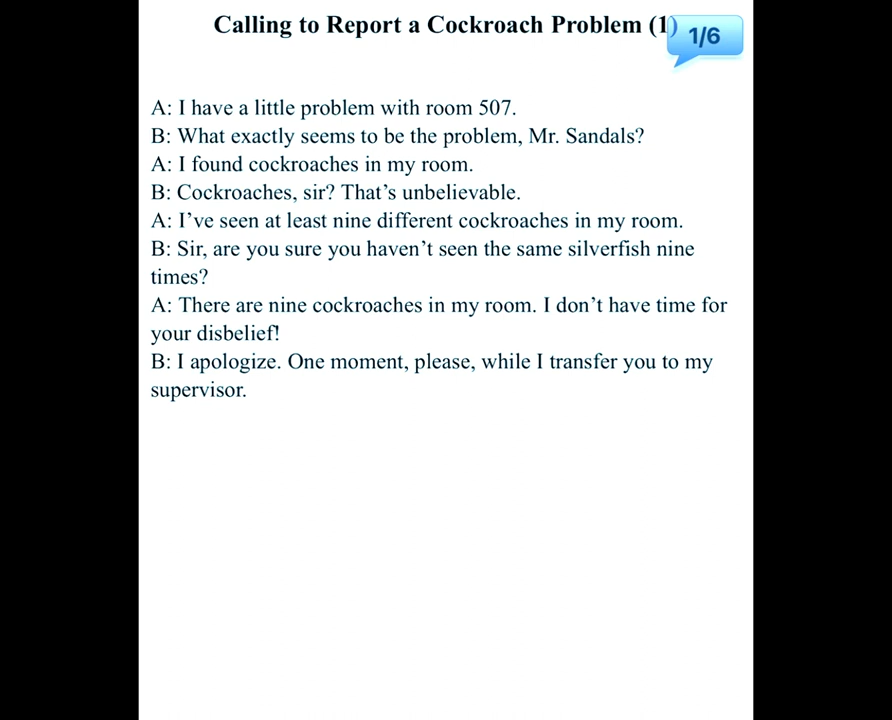 Calling to Report a Cockroach Problem (1)
1/6
A: I have a little problem with room 507.
B: What exactly seems to be the problem, Mr. Sandals?
A: I found cockroaches in my room.
B: Cockroaches, sir? That’s unbelievable.
A: I’ve seen at least nine different cockroaches in my room.
B: Sir, are you sure you haven’t seen the same silverfish nine
times?
A: There are nine cockroaches in my room. I don’t have time for
your disbelief!
B: I apologize. One moment, please, while I transfer you to my
supervisor.